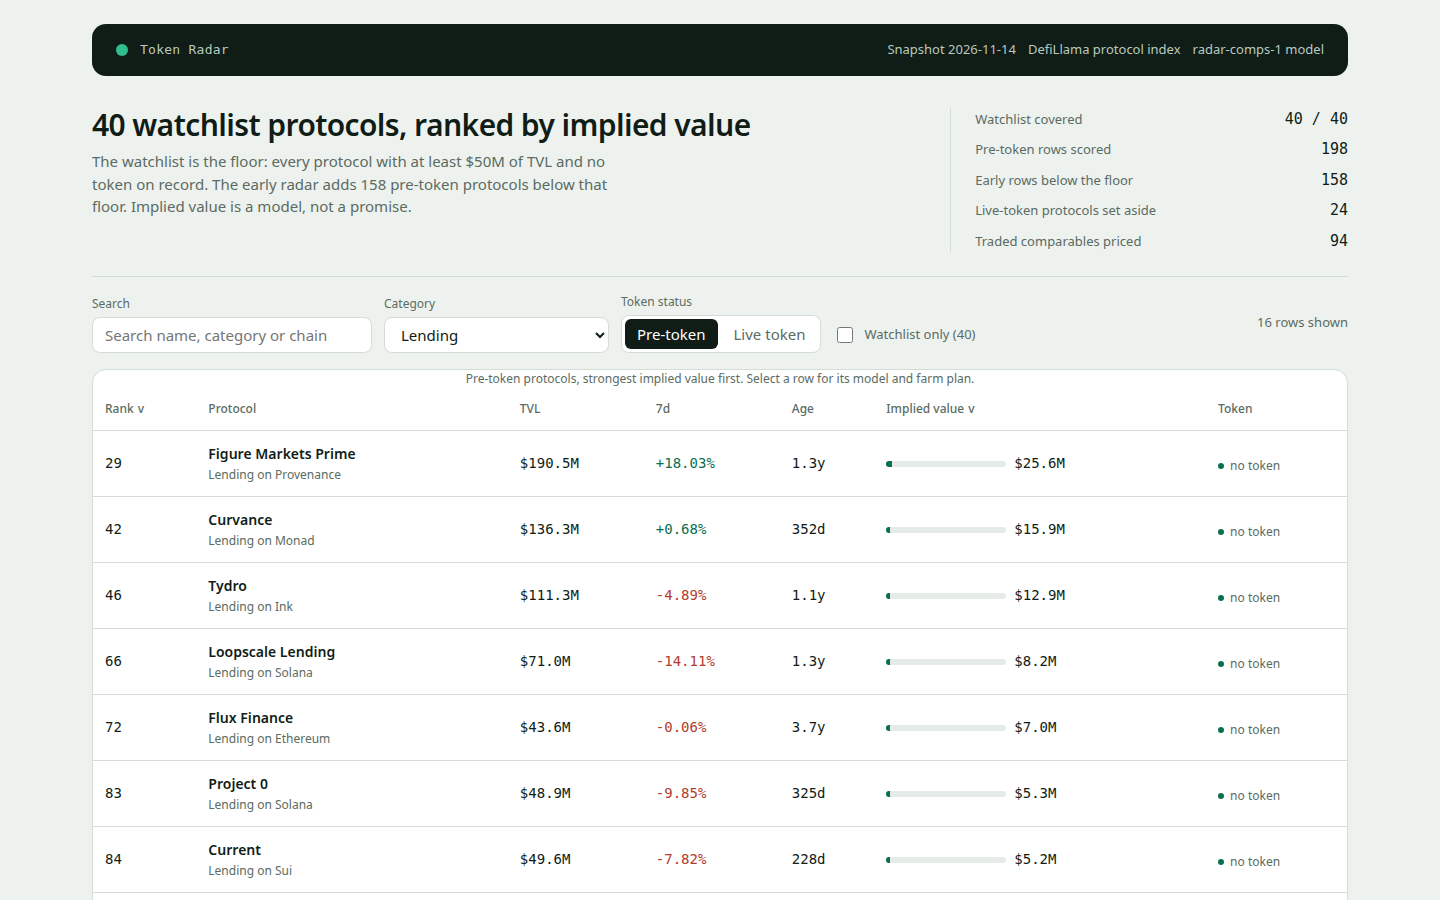 Token Radar
Snapshot 2026-11-14 DefiLlama protocol index radar-comps-1 model
40 watchlist protocols, ranked by implied value
The watchlist is the floor: every protocol with at least $50M of TVL and no
token on record. The early radar adds 158 pre-token protocols below that
floor. Implied value is a model, not a promise.
Watchlist covered 40 / 40
Pre-token rows scored 198
Early rows below the floor 158
Live-token protocols set aside 24
Traded comparables priced 94
Search
Category
Token status
Search name, category or chain
Lending
Pre-token Live token
Watchlist only (40)
16 rows shown
Pre-token protocols, strongest implied value first. Select a row for its model and farm plan.
Rank v Protocol TVL 7d Age Implied value v Token
29 Figure Markets Prime $190.5M +18.03% 1.3y $25.6M no token
Lending on Provenance
42 Curvance $136.3M +0.68% 352d $15.9M no token
Lending on Monad
46 Tydro $111.3M -4.89% 1.1y $12.9M no token
Lending on Ink
66 Loopscale Lending $71.0M -14.11% 1.3y $8.2M no token
Lending on Solana
72 Flux Finance $43.6M -0.06% 3.7y $7.0M no token
Lending on Ethereum
83 Project 0 $48.9M -9.85% 325d $5.3M no token
Lending on Solana
84 Current $49.6M -7.82% 228d $5.2M no token
Lending on Sui